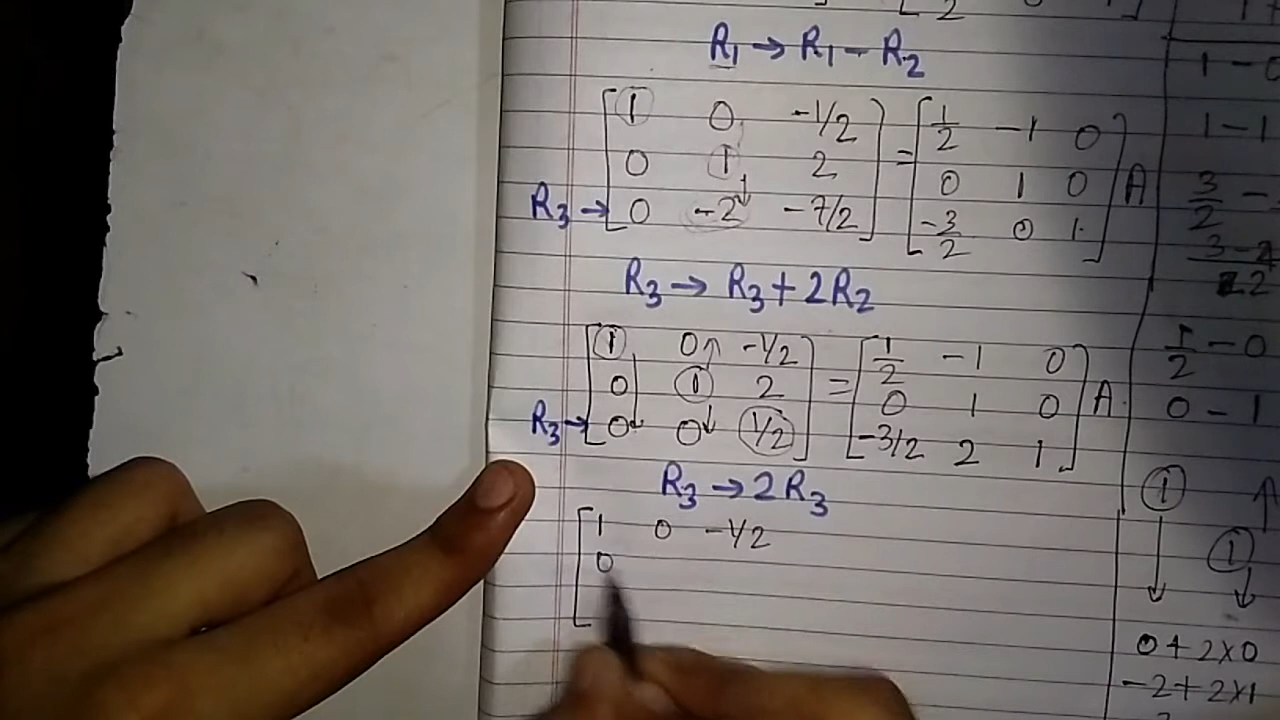 2
R₁ → R₁ - R₂
[1 0 -1/2] = [1/2 -1 0]
[0 1 2] [0 1 0] A
R₃ → [0 -2 -7/2] [-3/2 0 1]
R₃ → R₃ + 2R₂
[1 0 -1/2] = [1/2 -1 0]
[0 1 2] [0 1 0] A
R₃ → [0 0 1/2] [-3/2 2 1]
R₃ → 2R₃
[1 0 -1/2
0
1 - 0
1 - 1
3/2 -
1/2 - 0
0 - 1
1
1
0 + 2×0
-2 + 2×1